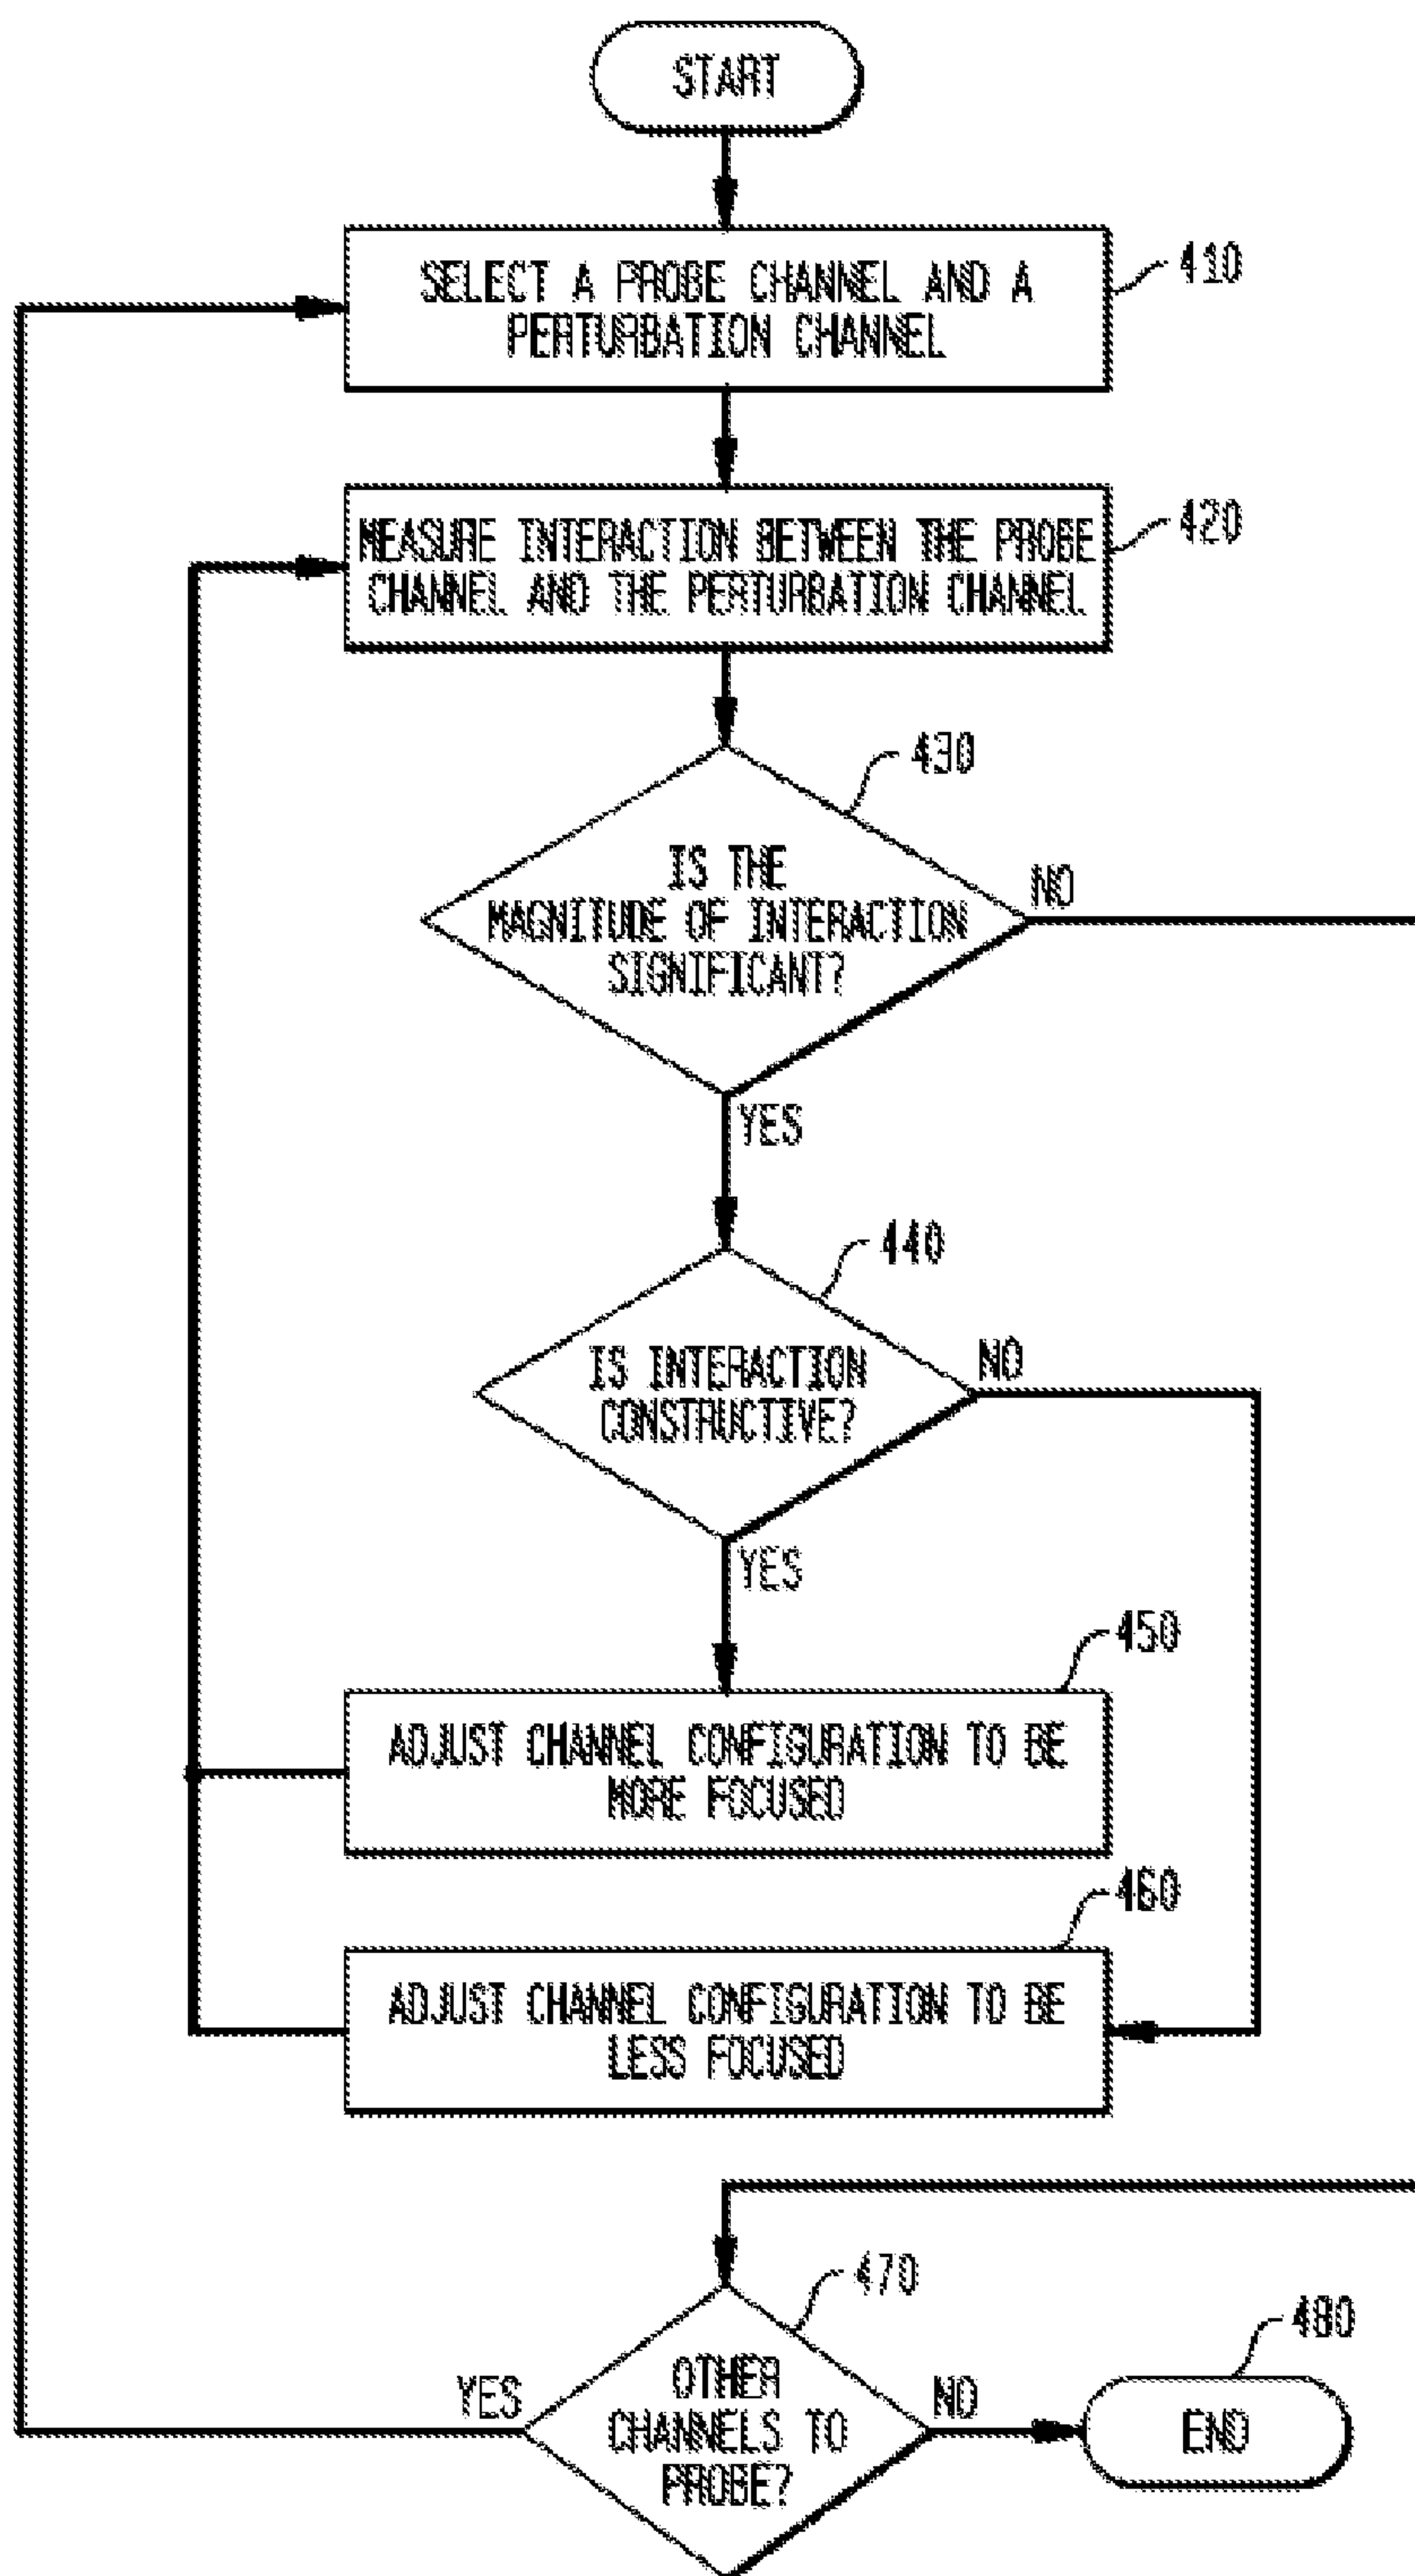 START
SELECT A PROBE CHANNEL AND A
PERTURBATION CHANNEL
410
MEASURE INTERACTION BETWEEN THE PROBE
CHANNEL AND THE PERTURBATION CHANNEL
420
430
IS THE
MAGNITUDE OF INTERACTION
SIGNIFICANT?
NO
YES
440
IS INTERACTION
CONSTRUCTIVE?
NO
YES
450
ADJUST CHANNEL CONFIGURATION TO BE
MORE FOCUSED
460
ADJUST CHANNEL CONFIGURATION TO BE
LESS FOCUSED
470
OTHER
CHANNELS TO
PROBE?
YES
NO
480
END